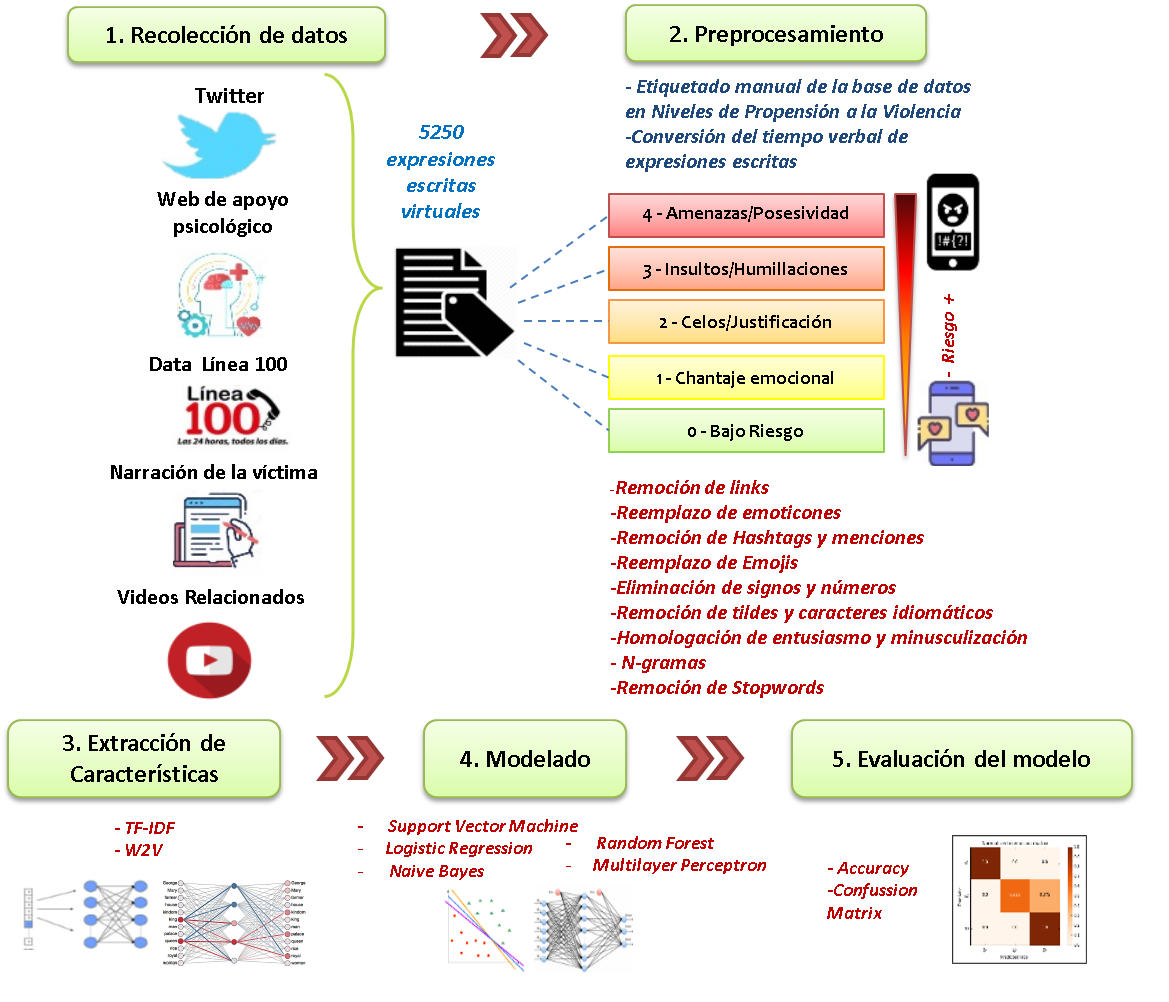 1. Recolección de datos
2. Preprocesamiento
Twitter
Web de apoyo
psicológico
Data Línea 100
Línea
100
Las 24 horas, todos los días.
Narración de la víctima
Videos Relacionados
5250
expresiones
escritas
virtuales
- Etiquetado manual de la base de datos
en Niveles de Propensión a la Violencia
-Conversión del tiempo verbal de
expresiones escritas
4 - Amenazas/Posesividad
3 - Insultos/Humillaciones
2 - Celos/Justificación
1 - Chantaje emocional
0 - Bajo Riesgo
!#{?!
- Riesgo +
-Remoción de links
-Reemplazo de emoticones
-Remoción de Hashtags y menciones
-Reemplazo de Emojis
-Eliminación de signos y números
-Remoción de tildes y caracteres idiomáticos
-Homologación de entusiasmo y minusculización
- N-gramas
-Remoción de Stopwords
3. Extracción de
Características
4. Modelado
5. Evaluación del modelo
- TF-IDF
- W2V
George
Mary
farmer
house
kindom
king
man
palace
queen
rice
royal
woman
George
Mary
farmer
house
kindom
king
man
palace
queen
rice
royal
woman
- Support Vector Machine
- Logistic Regression
- Naive Bayes
- Random Forest
- Multilayer Perceptron
- Accuracy
-Confussion
Matrix